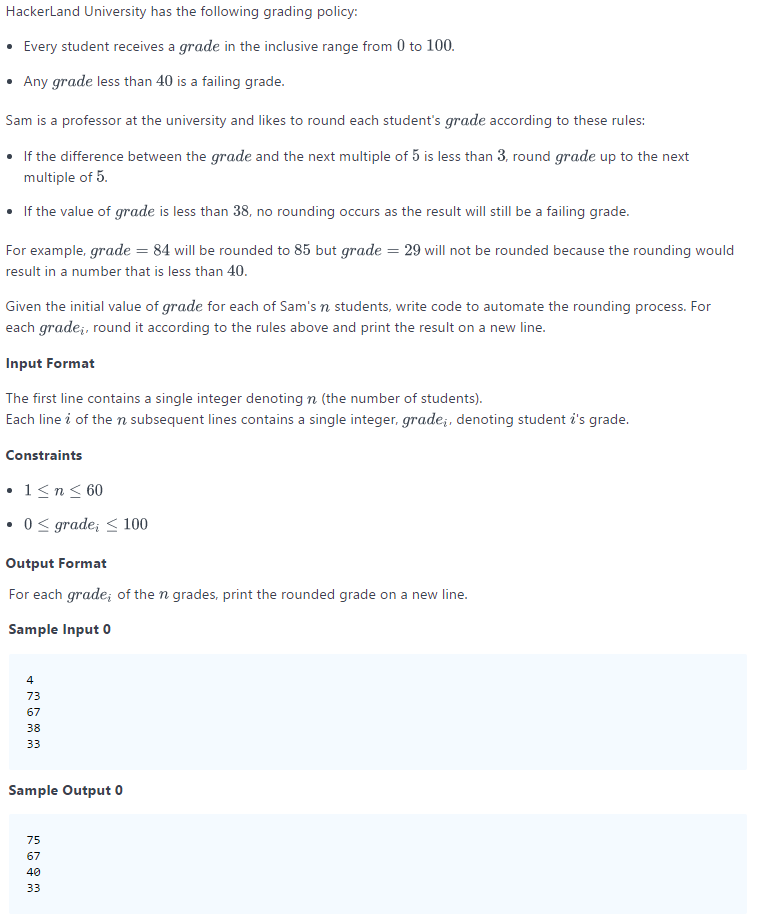 HackerLand University has the following grading policy:
• Every student receives a grade in the inclusive range from 0 to 100.
• Any grade less than 40 is a failing grade.
Sam is a professor at the university and likes to round each student's grade according to these rules:
• If the difference between the grade and the next multiple of 5 is less than 3, round grade up to the next
multiple of 5.
• If the value of grade is less than 38, no rounding occurs as the result will still be a failing grade.
For example, grade = 84 will be rounded to 85 but grade = 29 will not be rounded because the rounding would
result in a number that is less than 40.
Given the initial value of grade for each of Sam's n students, write code to automate the rounding process. For
each gradeᵢ, round it according to the rules above and print the result on a new line.
Input Format
The first line contains a single integer denoting n (the number of students).
Each line i of the n subsequent lines contains a single integer, gradeᵢ, denoting student i's grade.
Constraints
• 1 ≤ n ≤ 60
• 0 ≤ gradeᵢ ≤ 100
Output Format
For each gradeᵢ of the n grades, print the rounded grade on a new line.
Sample Input 0
4
73
67
38
33
Sample Output 0
75
67
40
33